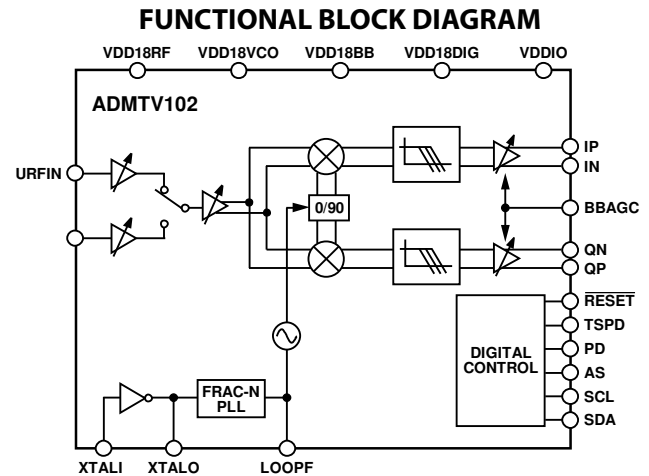 FUNCTIONAL BLOCK DIAGRAM
VDD18RF VDD18VCO VDD18BB VDD18DIG VDDIO
ADMTV102
URFIN
0/90
IP
IN
BBAGC
QN
QP
RESET
TSPD
PD
AS
SCL
SDA
DIGITAL
CONTROL
FRAC-N
PLL
XTALI XTALO LOOPF